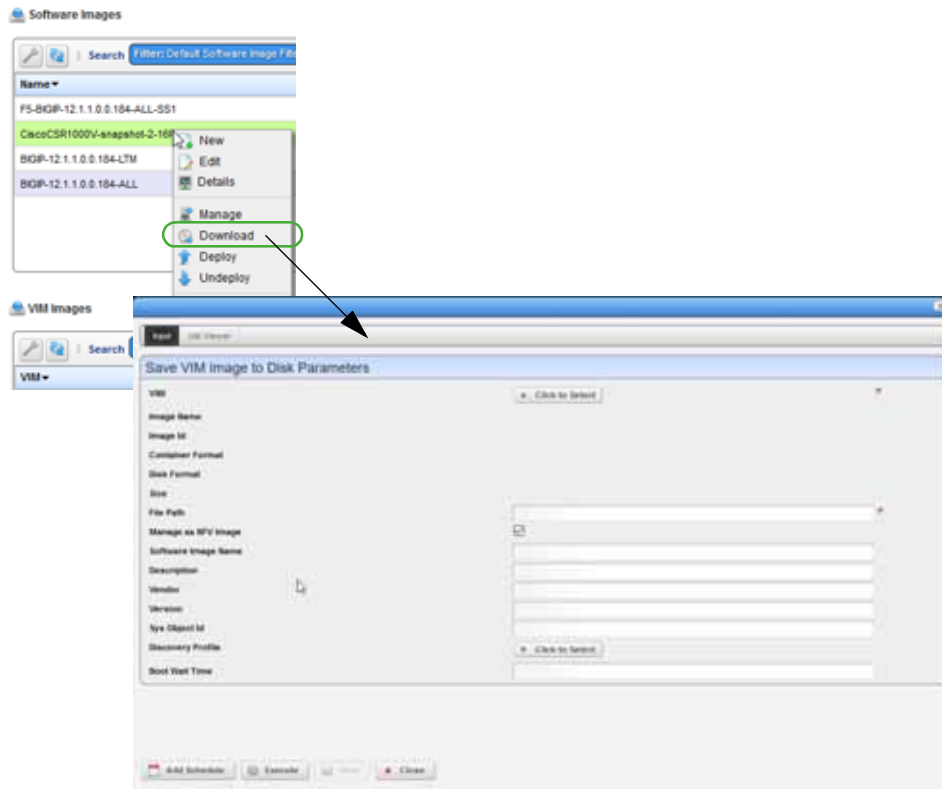 Software Images
Search Filter: Default Software Image
Name
F5-BIGIP-12.1.1.0.0.184-ALL-SS1
CiscoCSR1000V-snapshot-2-16
BIGIP-12.1.1.0.0.184-LTM
BIGIP-12.1.1.0.0.184-ALL
New
Edit
Details
Manage
Download
Deploy
Undeploy
VIM Images
Search
VIM
Input Job Viewer
Save VIM Image to Disk Parameters
VIM Click to Select *
Image Name
Image Id
Container Format
Disk Format
Size
File Path *
Manage as NFV Image
Software Image Name
Description
Vendor
Version
Sys Object Id
Discovery Profile Click to Select
Boot Wait Time
Add Schedule Execute Save Close